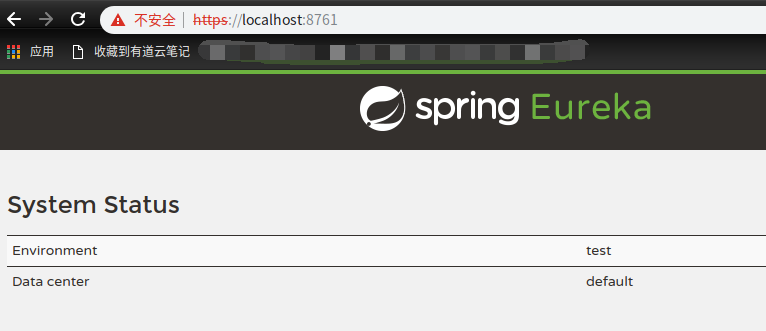 不安全 https://localhost:8761
应用 收藏到有道云笔记
spring Eureka
System Status
Environment test
Data center default